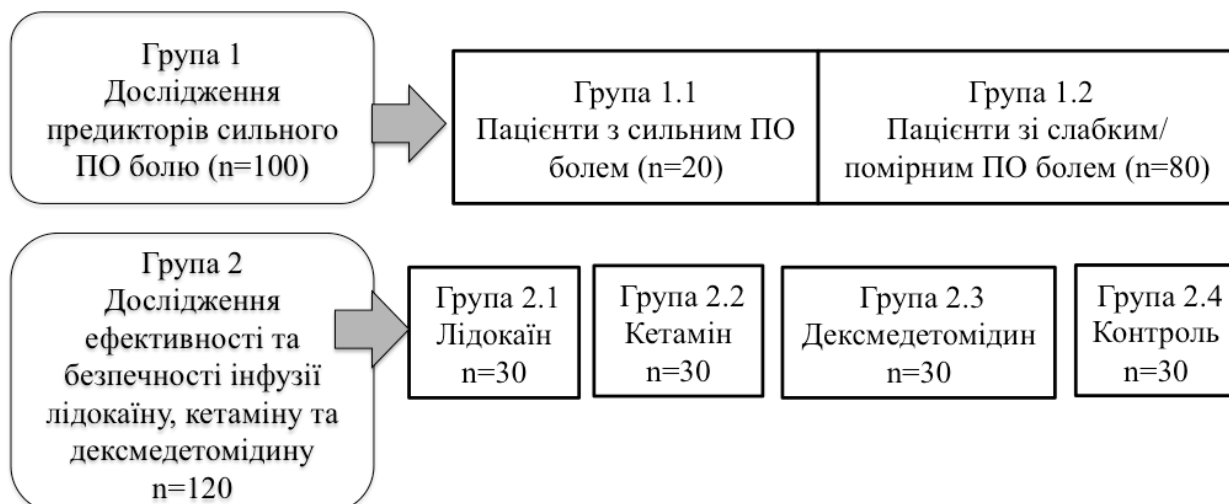 Група 1
Дослідження
предикторів сильного
ПО болю (n=100)
Група 1.1
Пацієнти з сильним ПО
болем (n=20)
Група 1.2
Пацієнти зі слабким/
помірним ПО болем (n=80)
Група 2
Дослідження
ефективності та
безпечності інфузії
лідокаїну, кетаміну та
дексмедетомідину
n=120
Група 2.1
Лідокаїн
n=30
Група 2.2
Кетамін
n=30
Група 2.3
Дексмедетомідин
n=30
Група 2.4
Контроль
n=30